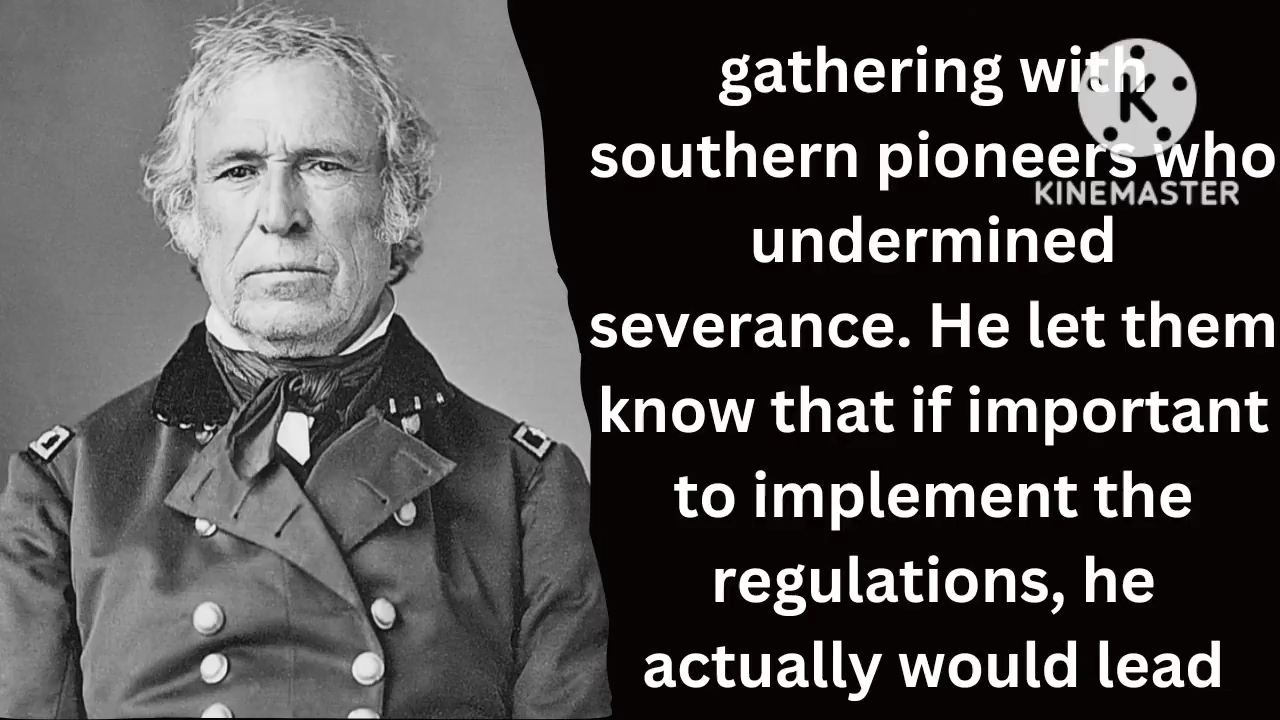 gathering with
southern pioneers who
undermined
severance. He let them
know that if important
to implement the
regulations, he
actually would lead
K
KINEMASTER